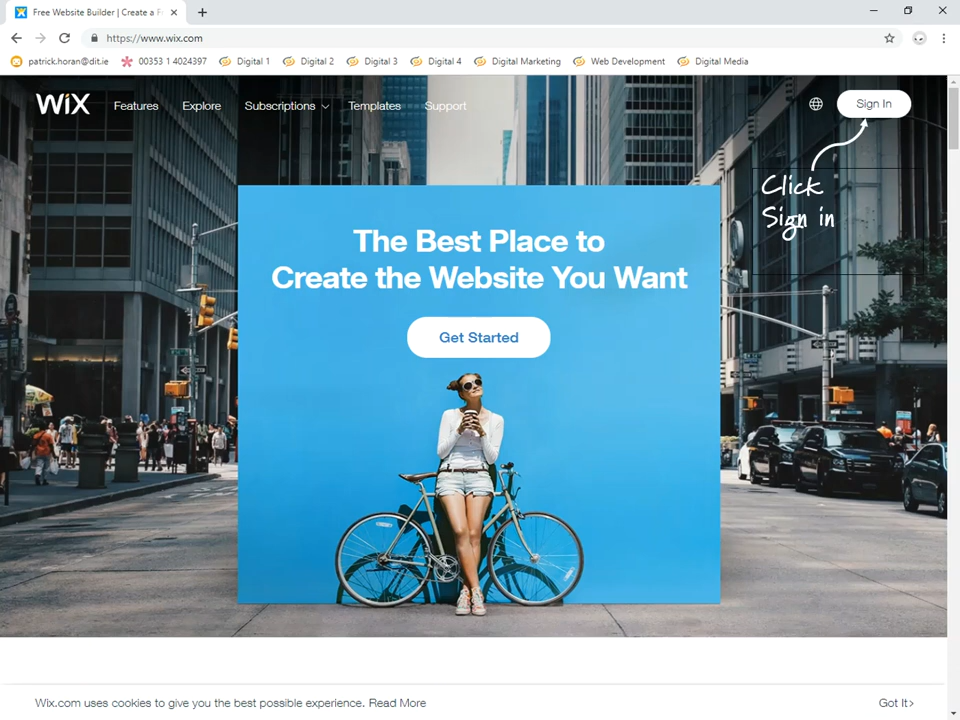 Free Website Builder | Create a Fr
https://www.wix.com
patrick.horan@dit.ie 00353 1 4024397 Digital 1 Digital 2 Digital 3 Digital 4 Digital Marketing Web Development Digital Media
WiX Features Explore Subscriptions Templates Support Sign In
Click
Sign in
The Best Place to
Create the Website You Want
Get Started
Wix.com uses cookies to give you the best possible experience. Read More Got It>